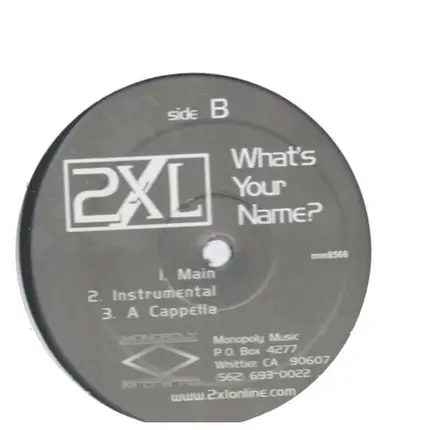 side B
2XL
What's
Your
Name?
mm8566
1. Main
2. Instrumental
3. A Cappella
MONOPOLY
Monopoly Music
P.O. Box 4277
Whittier, CA 90607
(562) 693-0022
www.2xlonline.com